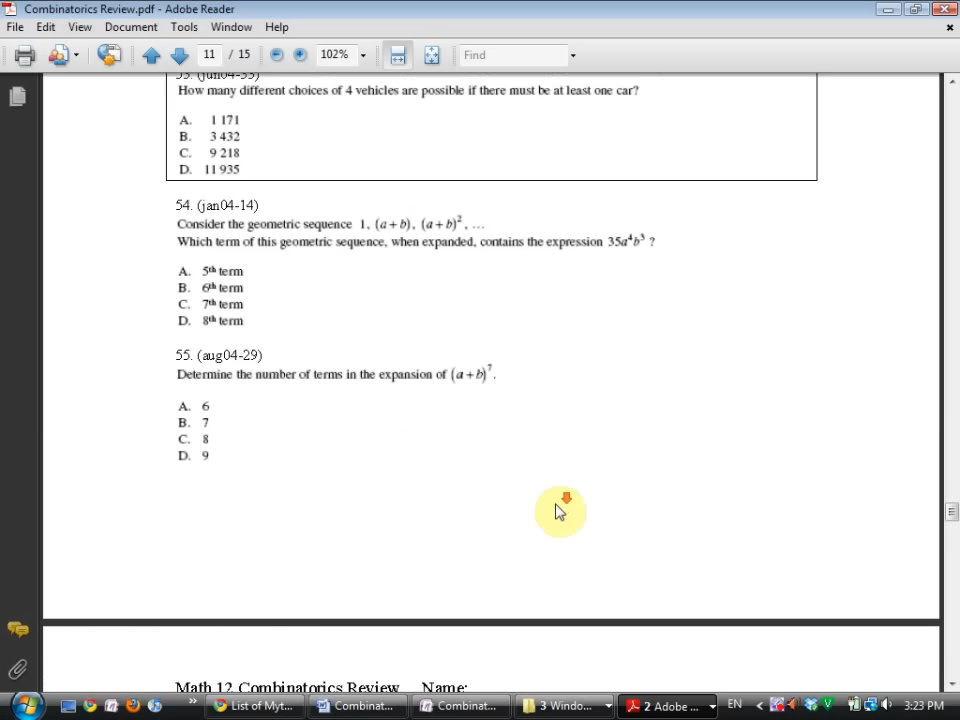 Combinatorics Review.pdf - Adobe Reader
File Edit View Document Tools Window Help
11 / 15 102% Find
53. (jun04-33)
How many different choices of 4 vehicles are possible if there must be at least one car?
A. 1 171
B. 3 432
C. 9 218
D. 11 935
54. (jan04-14)
Consider the geometric sequence 1, (a + b), (a + b)², …
Which term of this geometric sequence, when expanded, contains the expression 35a⁴b³ ?
A. 5th term
B. 6th term
C. 7th term
D. 8th term
55. (aug04-29)
Determine the number of terms in the expansion of (a + b)⁷.
A. 6
B. 7
C. 8
D. 9
Math 12 Combinatorics Review Name:
List of Myt... Combinat... Combinat... 3 Windo... 2 Adobe ... EN 3:23 PM